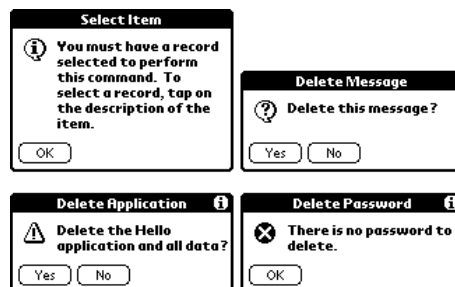 Select Item
You must have a record
selected to perform
this command. To
select a record, tap on
the description of the
item.
OK
Delete Message
Delete this message?
Yes No
Delete Application
Delete the Hello
application and all data?
Yes No
Delete Password
There is no password to
delete.
OK